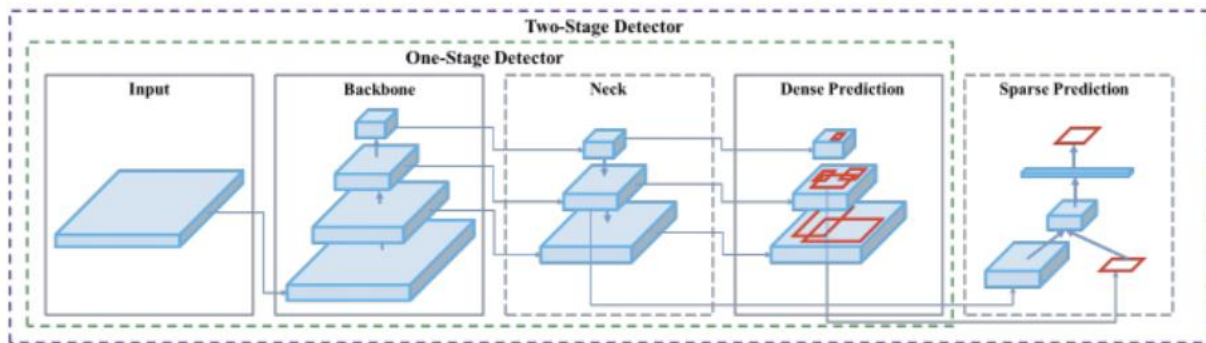 Two-Stage Detector
One-Stage Detector
Input
Backbone
Neck
Dense Prediction
Sparse Prediction